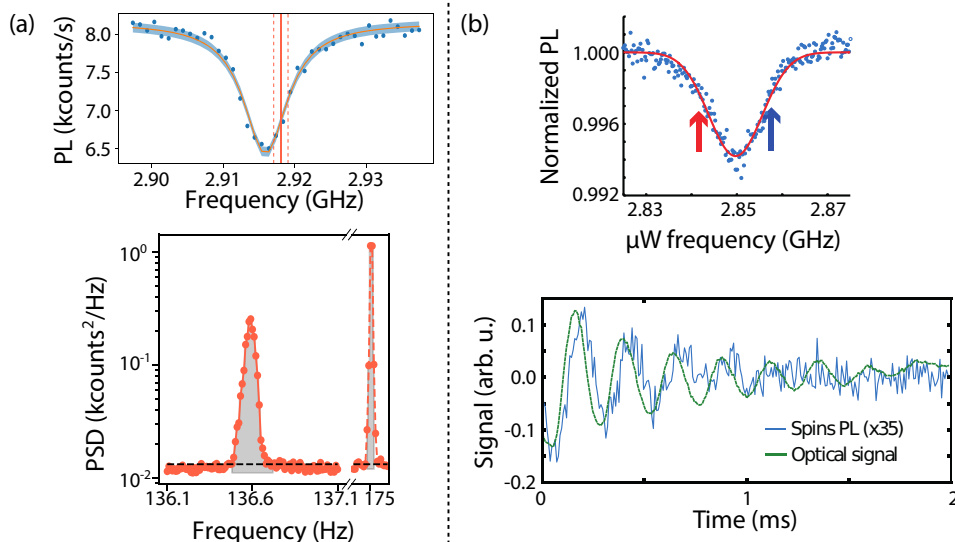 (a)
PL (kcounts/s)
8.0
7.5
7.0
6.5
2.90 2.91 2.92 2.93
Frequency (GHz)
PSD (kcounts²/Hz)
10⁰
10⁻¹
10⁻²
136.1 136.6 137.1 175
Frequency (Hz)
(b)
Normalized PL
1.000
0.996
0.992
2.83 2.85 2.87
μW frequency (GHz)
Signal (arb. u.)
0.1
0.0
-0.1
-0.2
Spins PL (x35)
Optical signal
0 1 2
Time (ms)